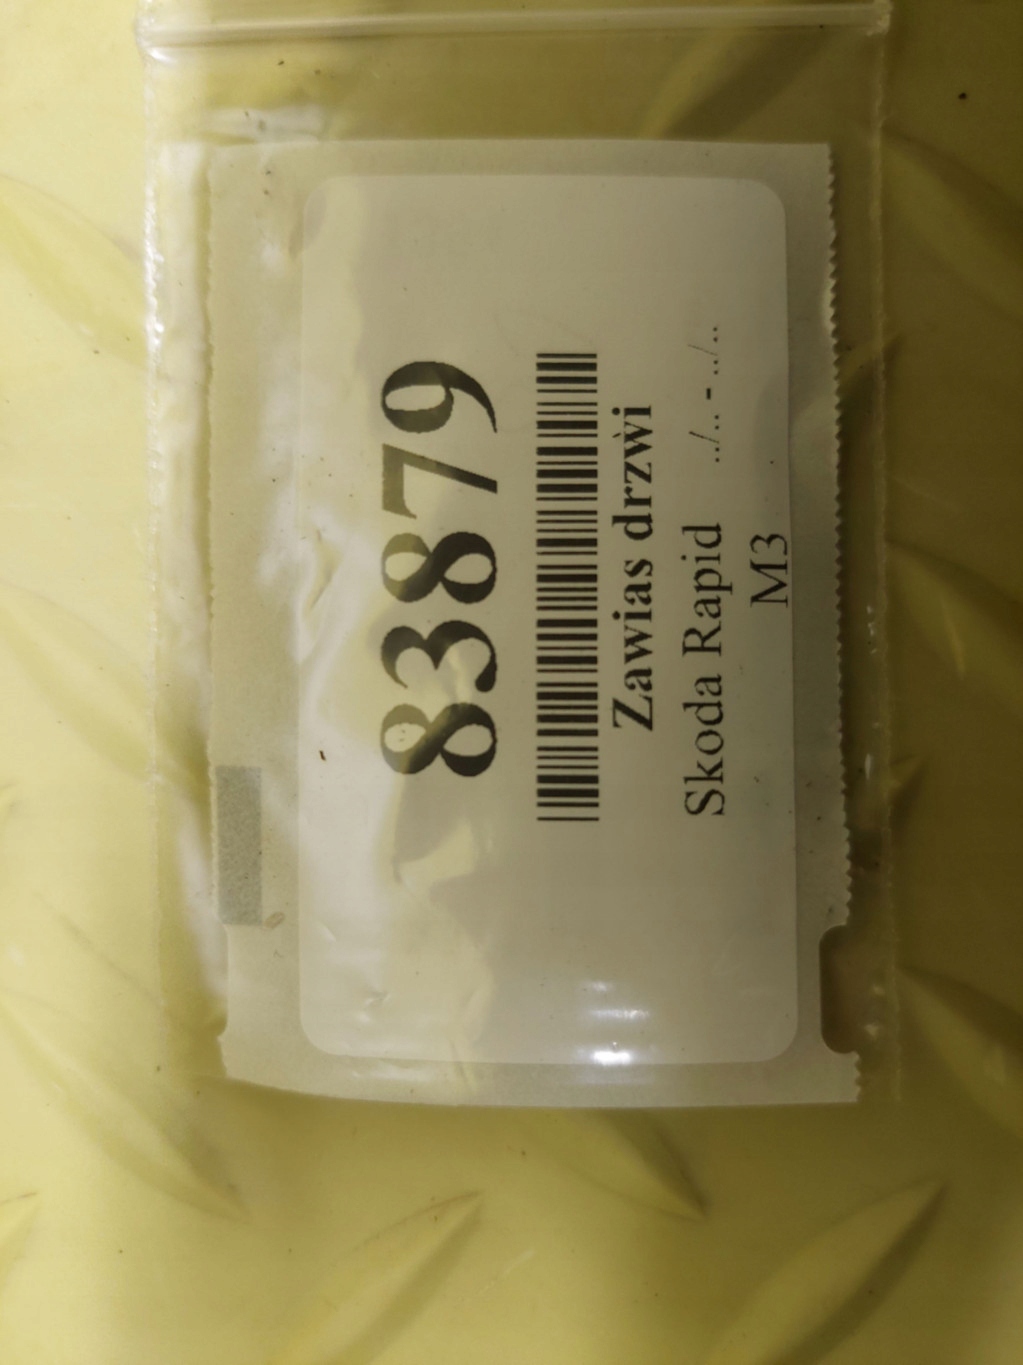 83879
Zawias drzwi
Skoda Rapid ../.. - ../..
M3